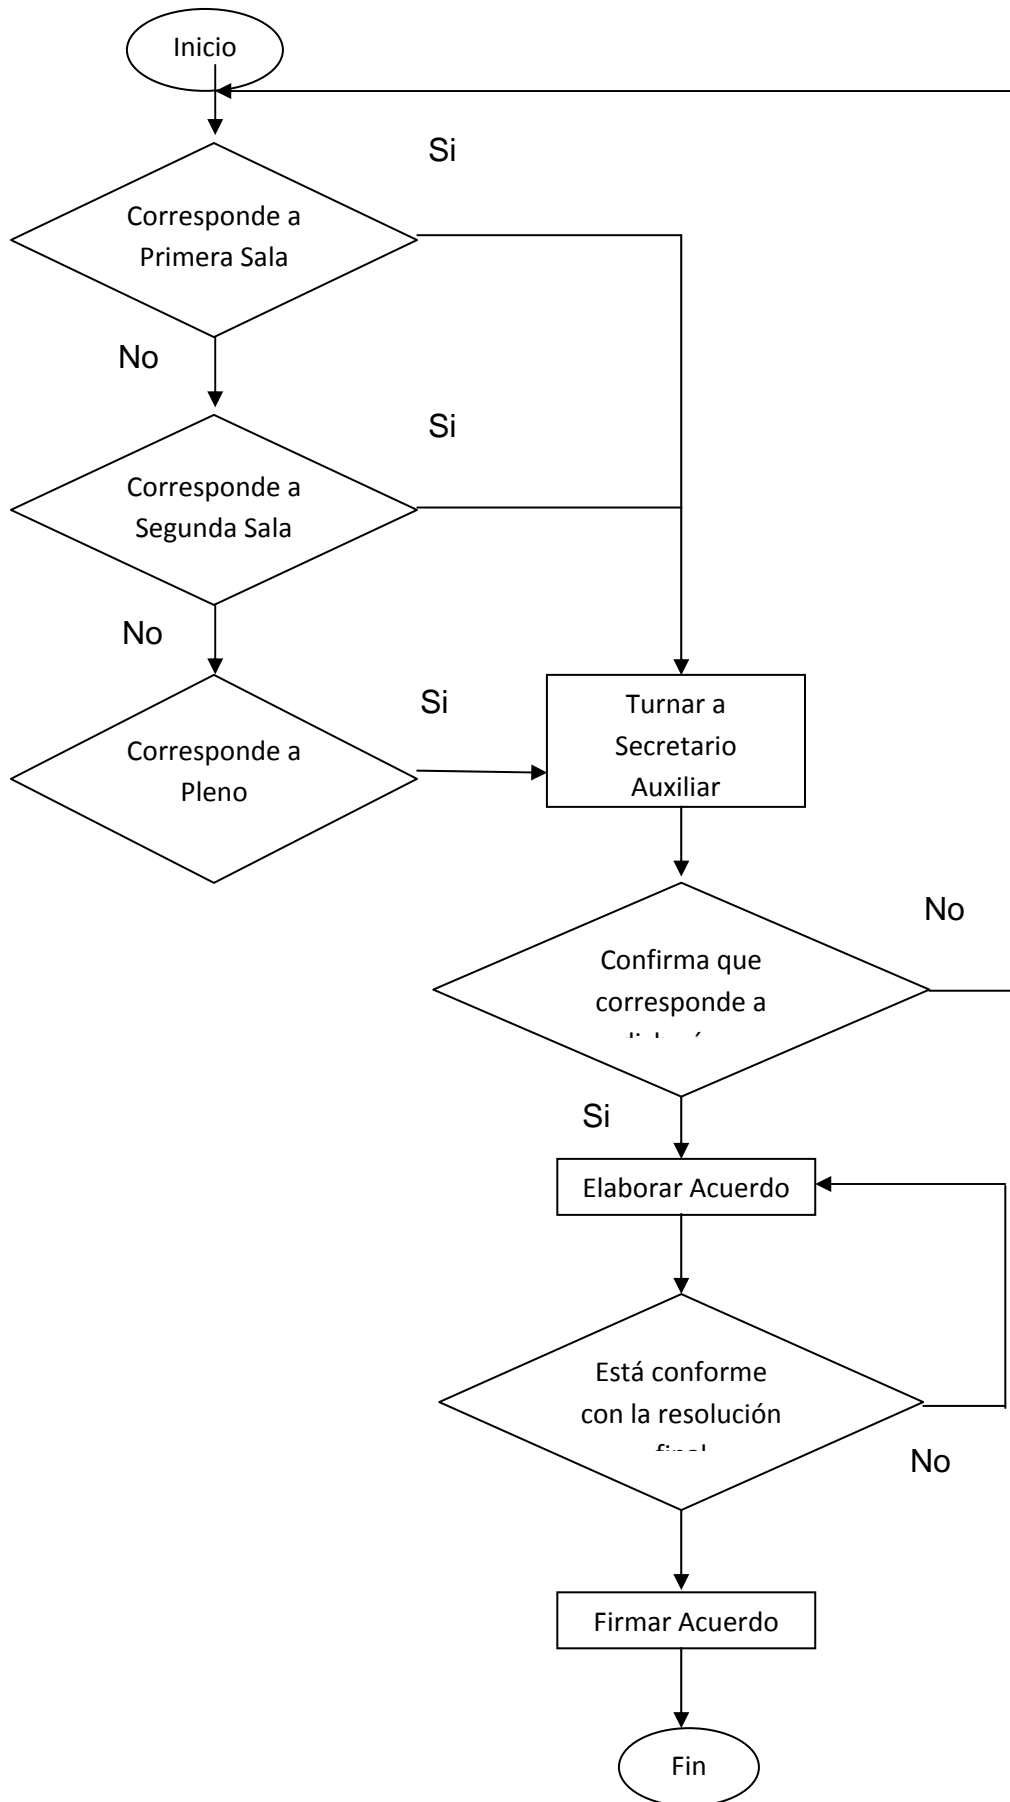 Inicio
Si
Corresponde a
Primera Sala
No
Si
Corresponde a
Segunda Sala
No
Si
Corresponde a
Pleno
Turnar a
Secretario
Auxiliar
No
Confirma que
corresponde a
Si
Elaborar Acuerdo
Está conforme
con la resolución
final
No
Firmar Acuerdo
Fin